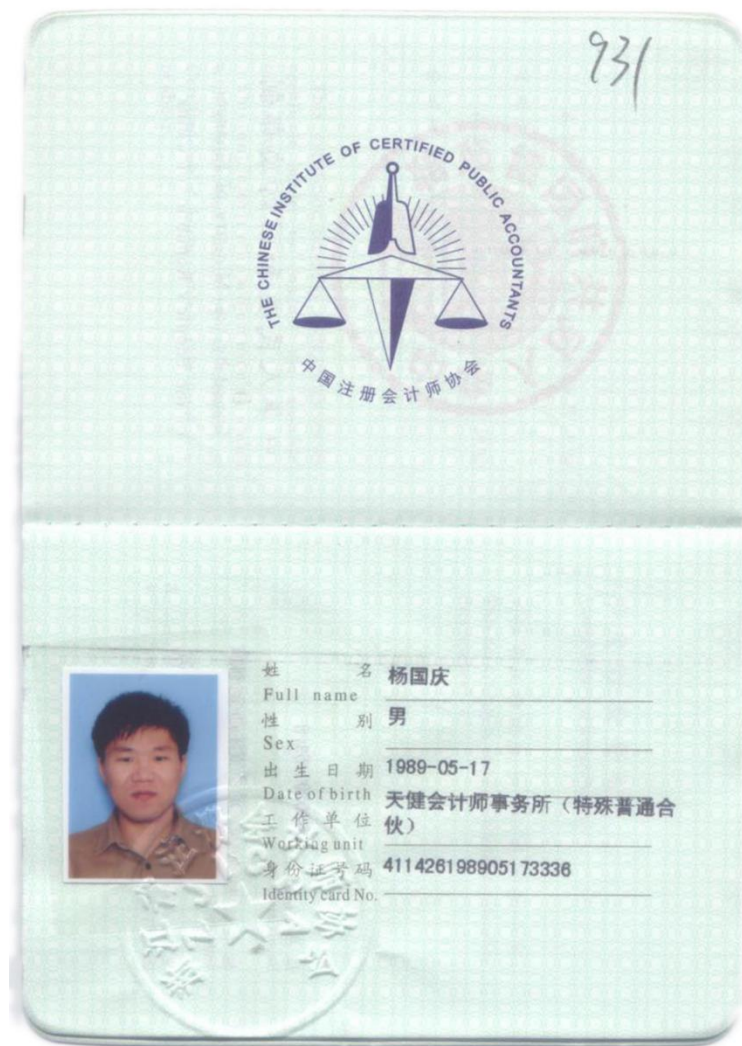 931
THE CHINESE INSTITUTE OF CERTIFIED PUBLIC ACCOUNTANTS
中国注册会计师协会
姓 名 杨国庆
Full name
性 别 男
Sex
出生日期 1989-05-17
Date of birth
工作单位 天健会计师事务所（特殊普通合
伙）
Working unit
身份证号码 411426198905173336
Identity card No.